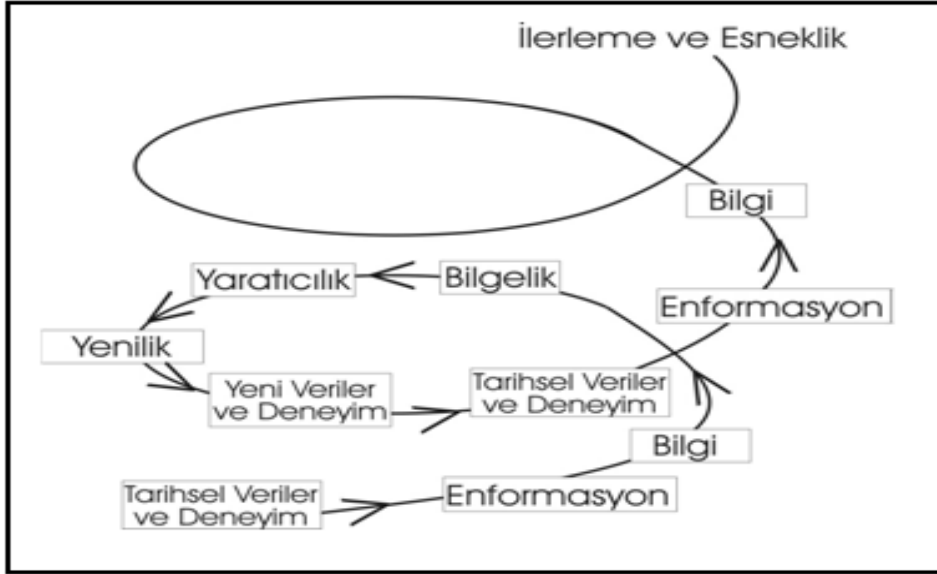 İlerleme ve Esneklik
Bilgi
Enformasyon
Bilgelik
Yaratıcılık
Yenilik
Yeni Veriler
ve Deneyim
Tarihsel Veriler
ve Deneyim
Bilgi
Enformasyon
Tarihsel Veriler
ve Deneyim